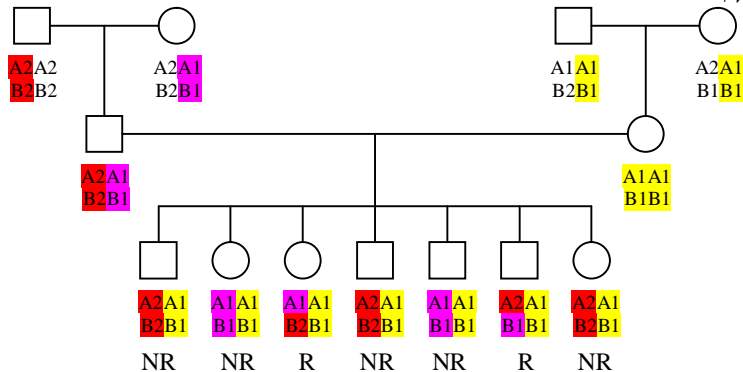 A2A2 A2A1 A1A1 A2A1
B2B2 B2B1 B2B1 B1B1
A2A1 A1A1
B2B1 B1B1
A2A1 A1A1 A1A1 A2A1 A1A1 A2A1 A2A1
B2B1 B1B1 B2B1 B2B1 B1B1 B1B1 B2B1
NR NR R NR NR R NR